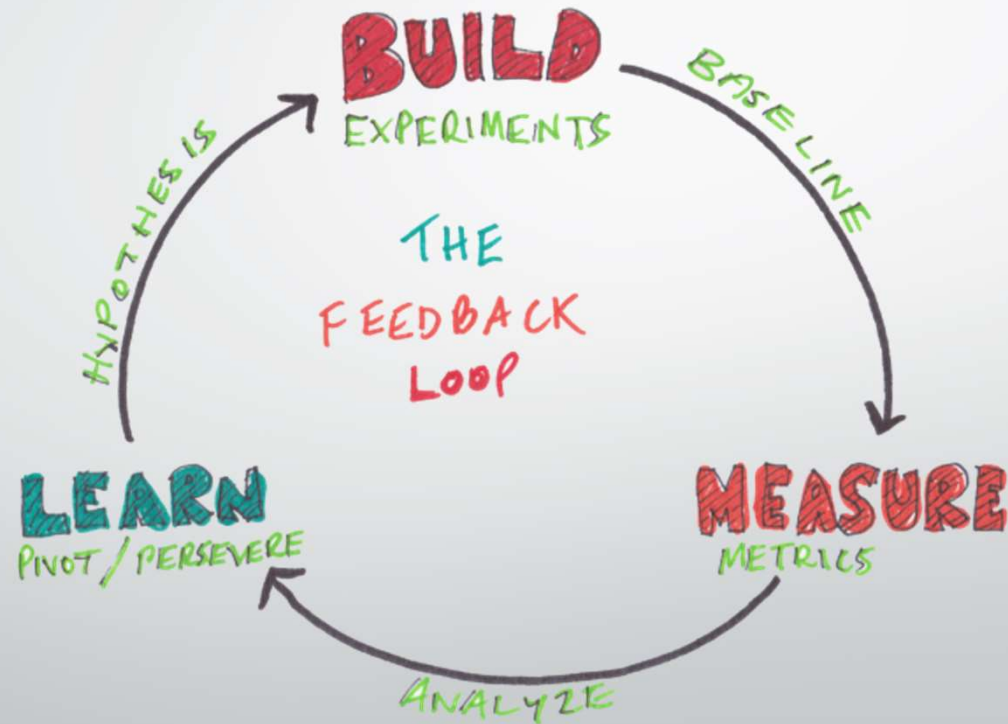 BUILD
EXPERIMENTS
BASELINE
HYPOTHESIS
THE
FEEDBACK
LOOP
LEARN
PIVOT / PERSEVERE
MEASURE
METRICS
ANALYZE